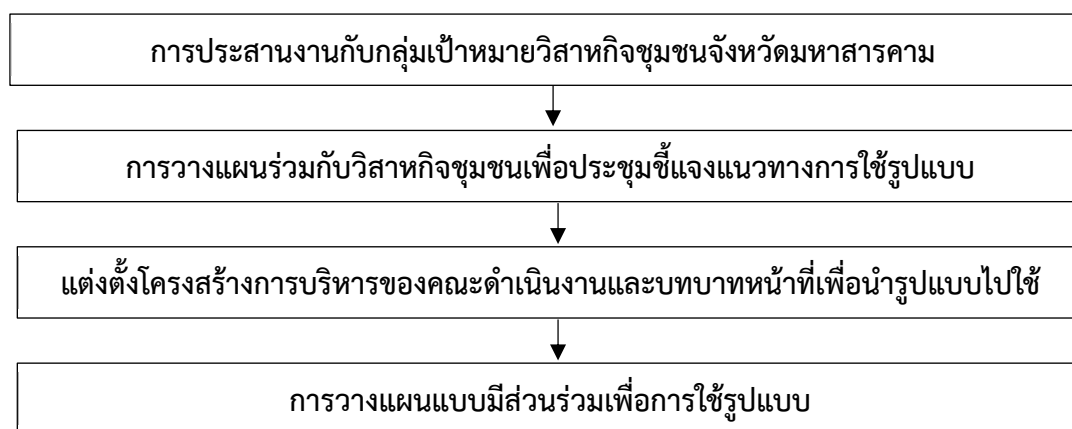 การประสานงานกับกลุ่มเป้าหมายวิสาหกิจชุมชนจังหวัดมหาสารคาม
การวางแผนร่วมกับวิสาหกิจชุมชนเพื่อประชุมชี้แจงแนวทางการใช้รูปแบบ
แต่งตั้งโครงสร้างการบริหารของคณะดำเนินงานและบทบาทหน้าที่เพื่อนำรูปแบบไปใช้
การวางแผนแบบมีส่วนร่วมเพื่อการใช้รูปแบบ